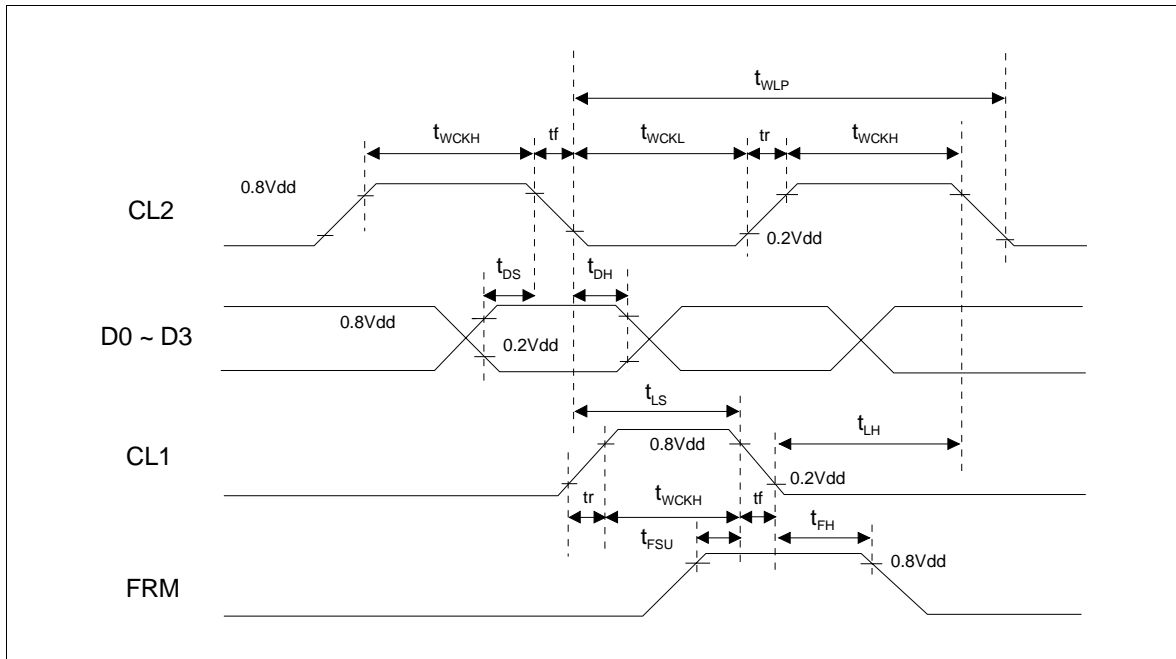 tWLP
tWCKH tf tWCKL tr tWCKH
0.8Vdd
CL2
0.2Vdd
tDS tDH
0.8Vdd
D0 ~ D3
0.2Vdd
tLS
tLH
0.8Vdd
CL1
0.2Vdd
tr tWCKH tf
tFSU tFH
0.8Vdd
FRM